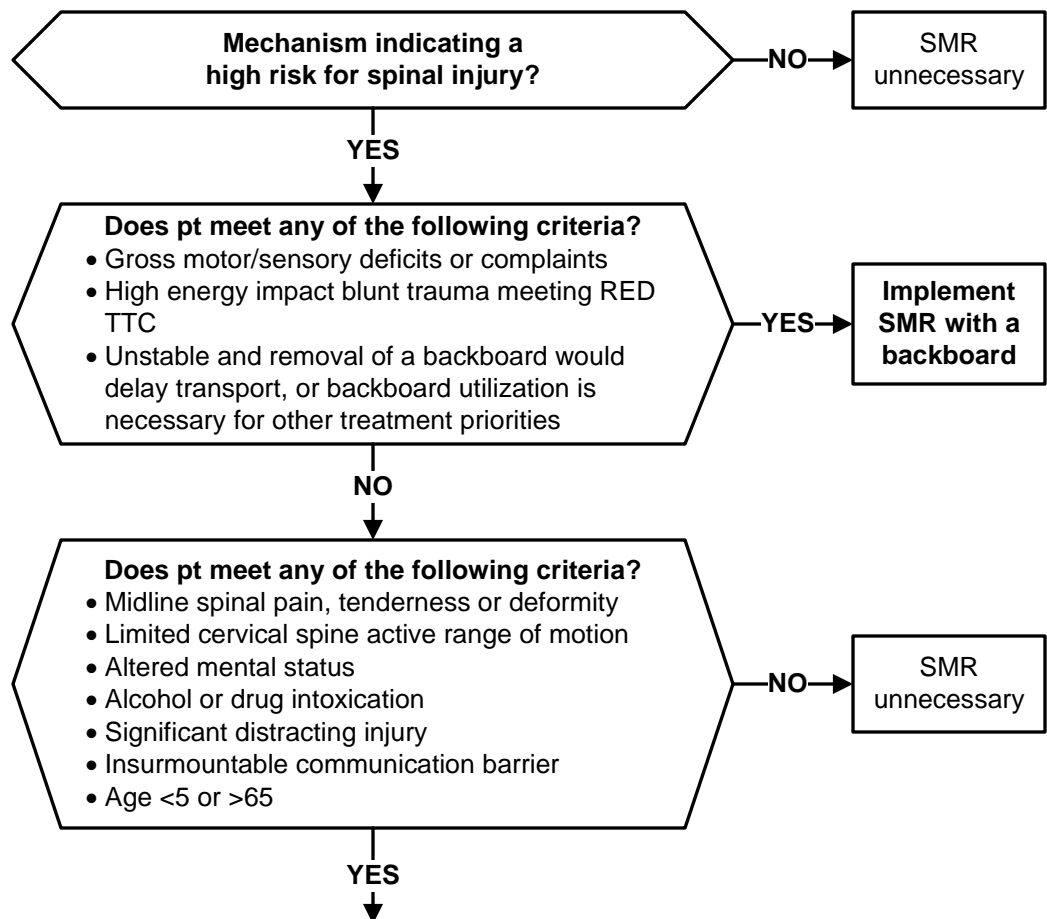 Mechanism indicating a
high risk for spinal injury?
NO
SMR
unnecessary
YES
Does pt meet any of the following criteria?
• Gross motor/sensory deficits or complaints
• High energy impact blunt trauma meeting RED
TTC
• Unstable and removal of a backboard would
delay transport, or backboard utilization is
necessary for other treatment priorities
YES
Implement
SMR with a
backboard
NO
Does pt meet any of the following criteria?
• Midline spinal pain, tenderness or deformity
• Limited cervical spine active range of motion
• Altered mental status
• Alcohol or drug intoxication
• Significant distracting injury
• Insurmountable communication barrier
• Age <5 or >65
NO
SMR
unnecessary
YES